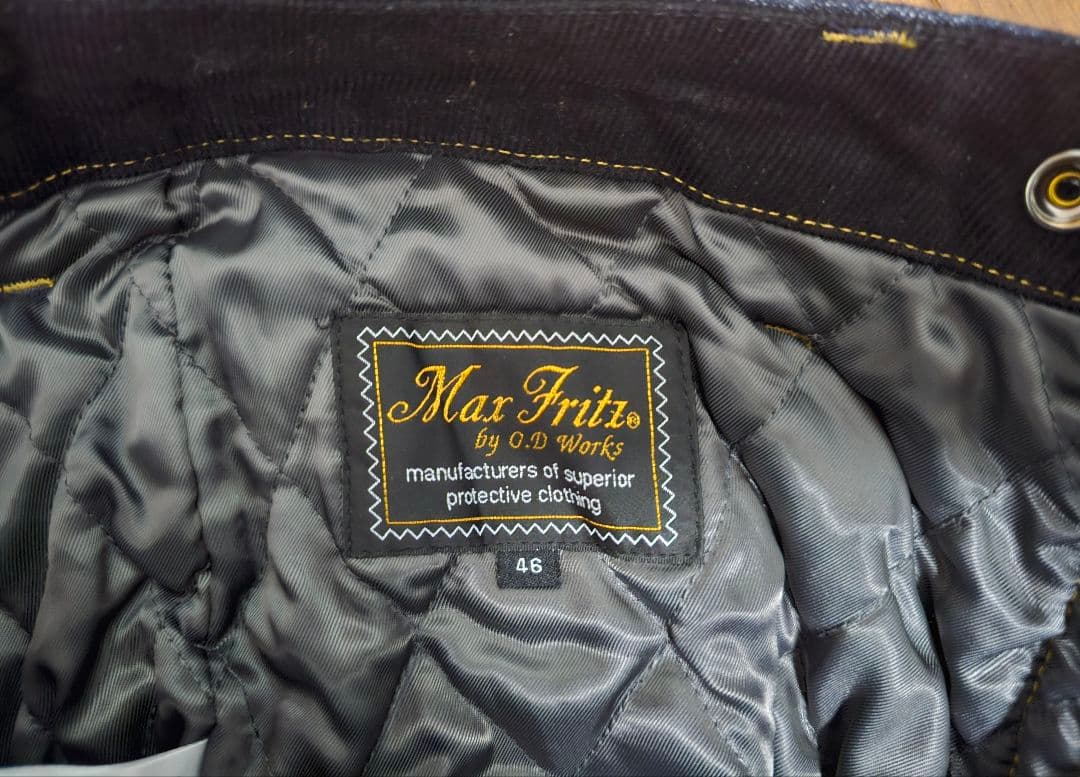 Max Fritz®
by G.D Works
manufacturers of superior
protective clothing
46